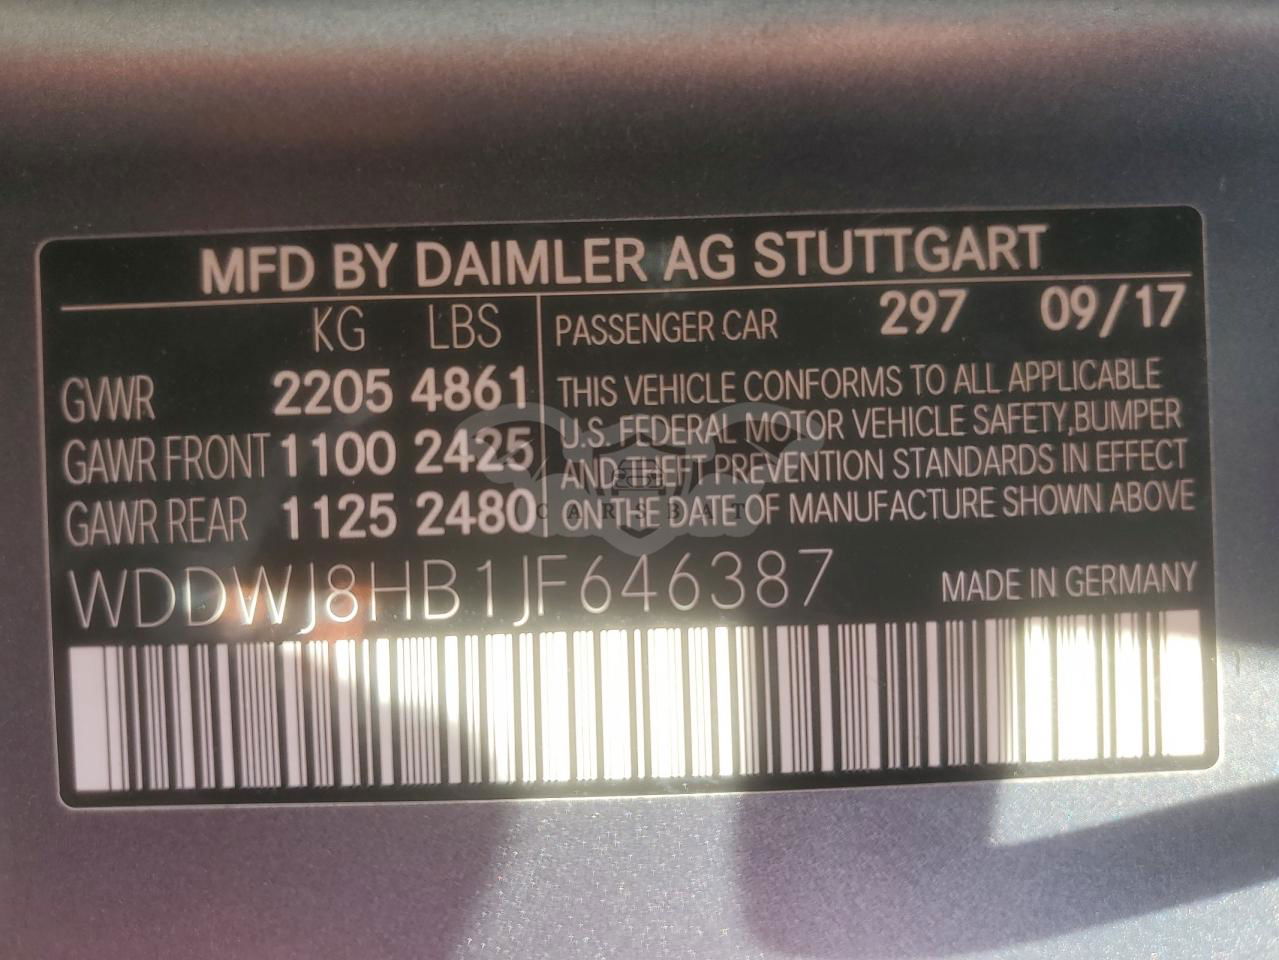 MFD BY DAIMLER AG STUTTGART
KG LBS
GVWR 2205 4861
GAWR FRONT 1100 2425
GAWR REAR 1125 2480
PASSENGER CAR 297 09/17
THIS VEHICLE CONFORMS TO ALL APPLICABLE
U.S. FEDERAL MOTOR VEHICLE SAFETY,BUMPER
AND THEFT PREVENTION STANDARDS IN EFFECT
ON THE DATE OF MANUFACTURE SHOWN ABOVE
WDDWJ8HB1JF646387 MADE IN GERMANY
CARSBAT